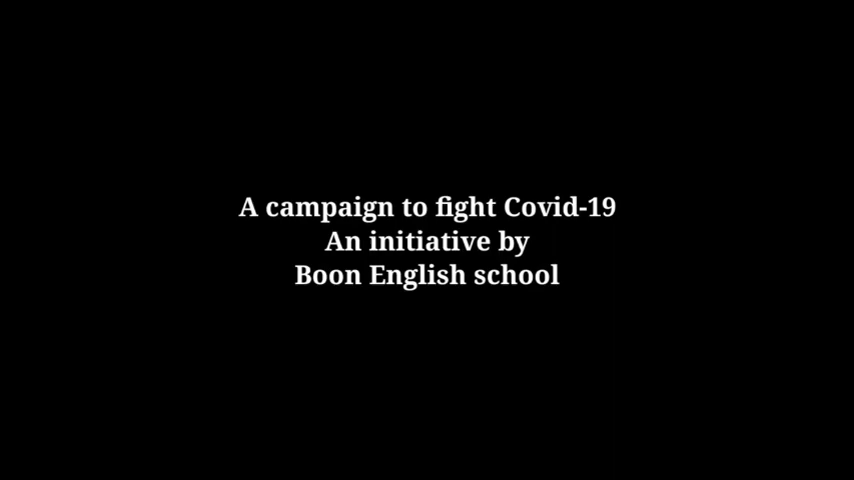 A campaign to fight Covid-19
An initiative by
Boon English school